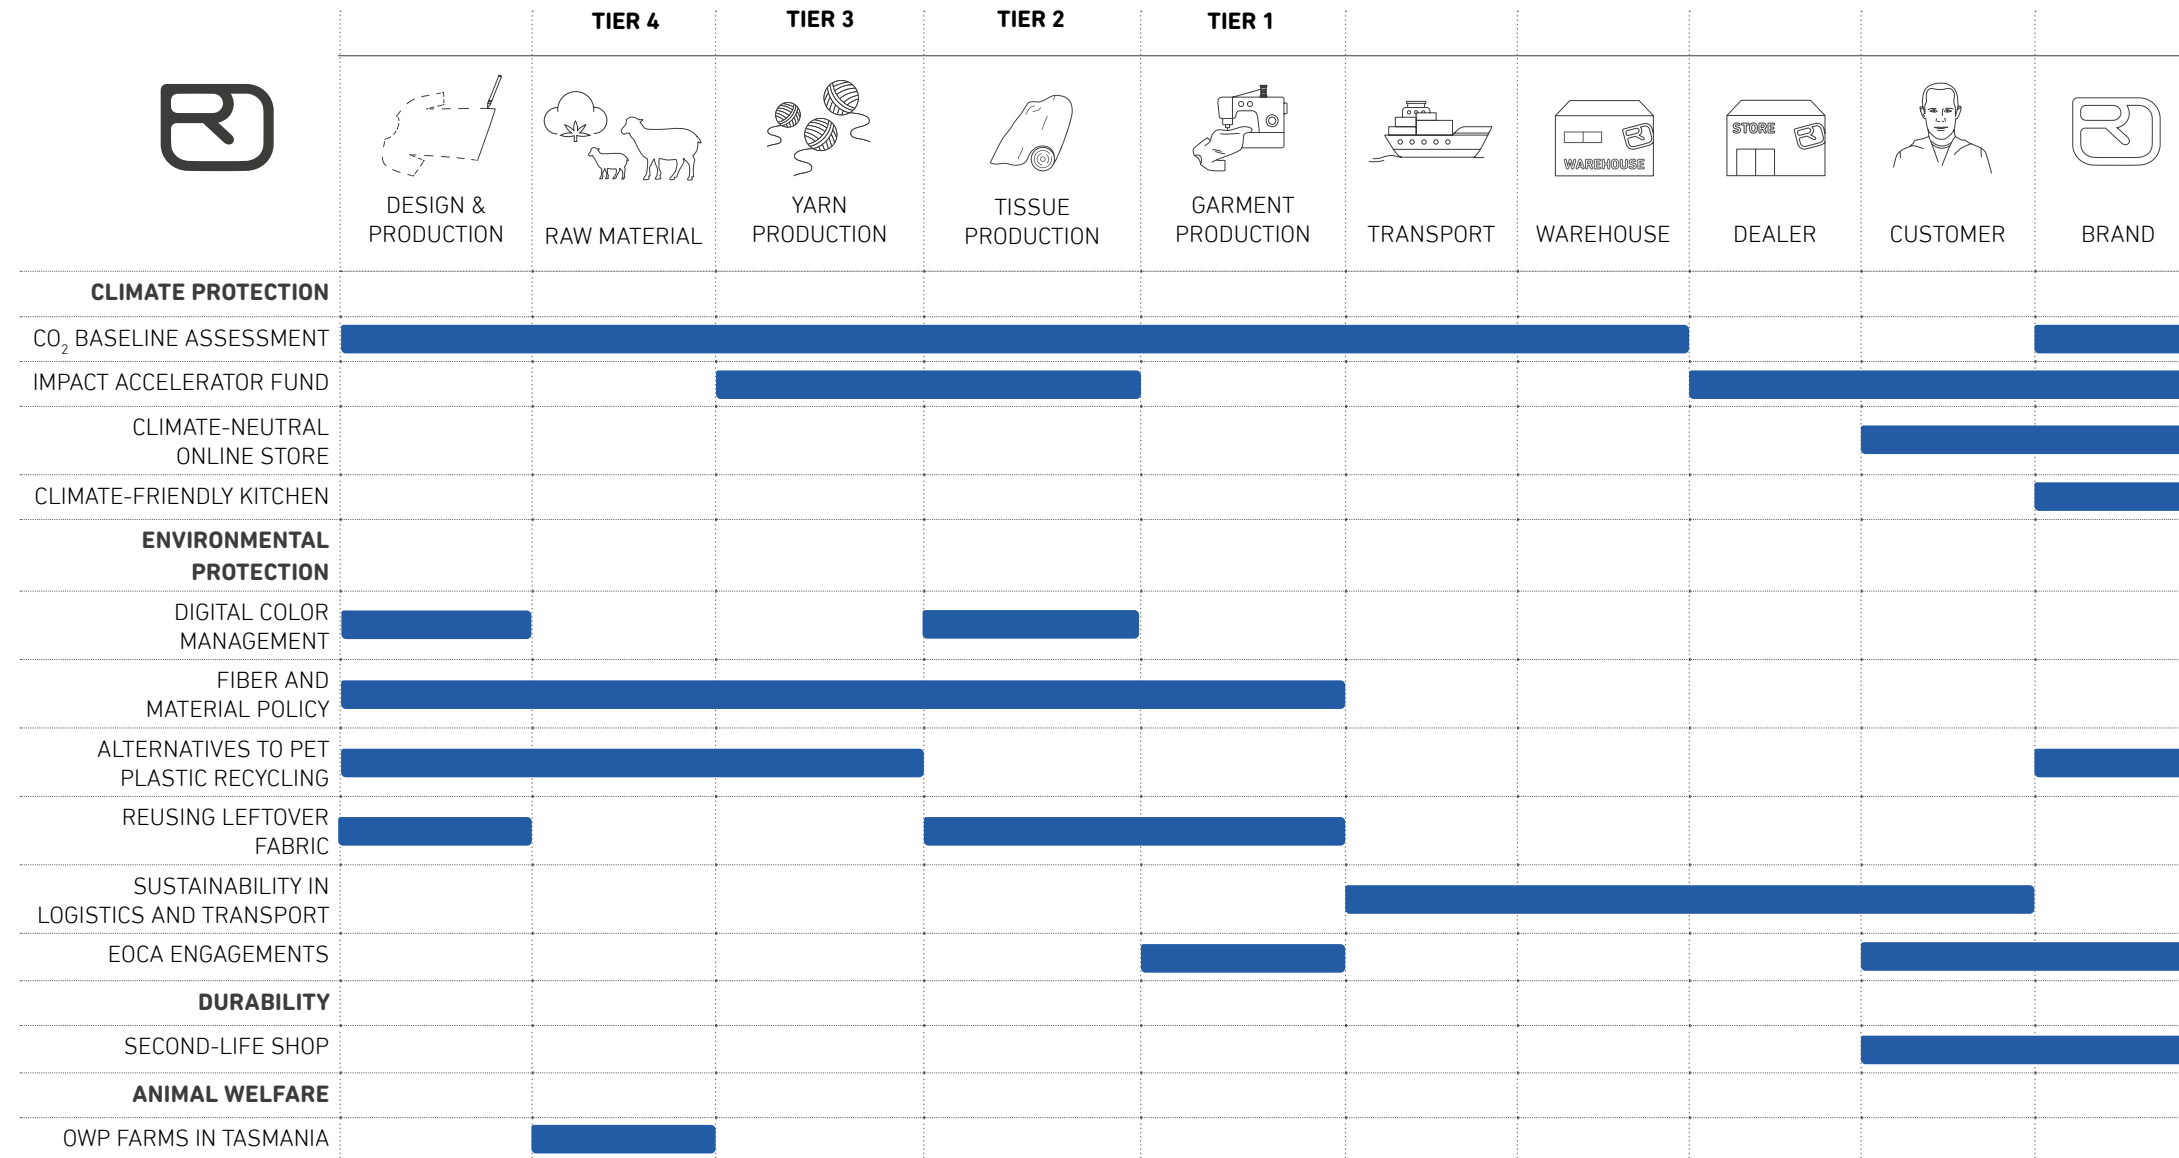 TIER 4 TIER 3 TIER 2 TIER 1
STORE
WAREHOUSE
DESIGN &
PRODUCTION
RAW MATERIAL
YARN
PRODUCTION
TISSUE
PRODUCTION
GARMENT
PRODUCTION
TRANSPORT
WAREHOUSE
DEALER
CUSTOMER
BRAND
CLIMATE PROTECTION
CO₂ BASELINE ASSESSMENT
IMPACT ACCELERATOR FUND
CLIMATE-NEUTRAL
ONLINE STORE
CLIMATE-FRIENDLY KITCHEN
ENVIRONMENTAL
PROTECTION
DIGITAL COLOR
MANAGEMENT
FIBER AND
MATERIAL POLICY
ALTERNATIVES TO PET
PLASTIC RECYCLING
REUSING LEFTOVER
FABRIC
SUSTAINABILITY IN
LOGISTICS AND TRANSPORT
EOCA ENGAGEMENTS
DURABILITY
SECOND-LIFE SHOP
ANIMAL WELFARE
OWP FARMS IN TASMANIA